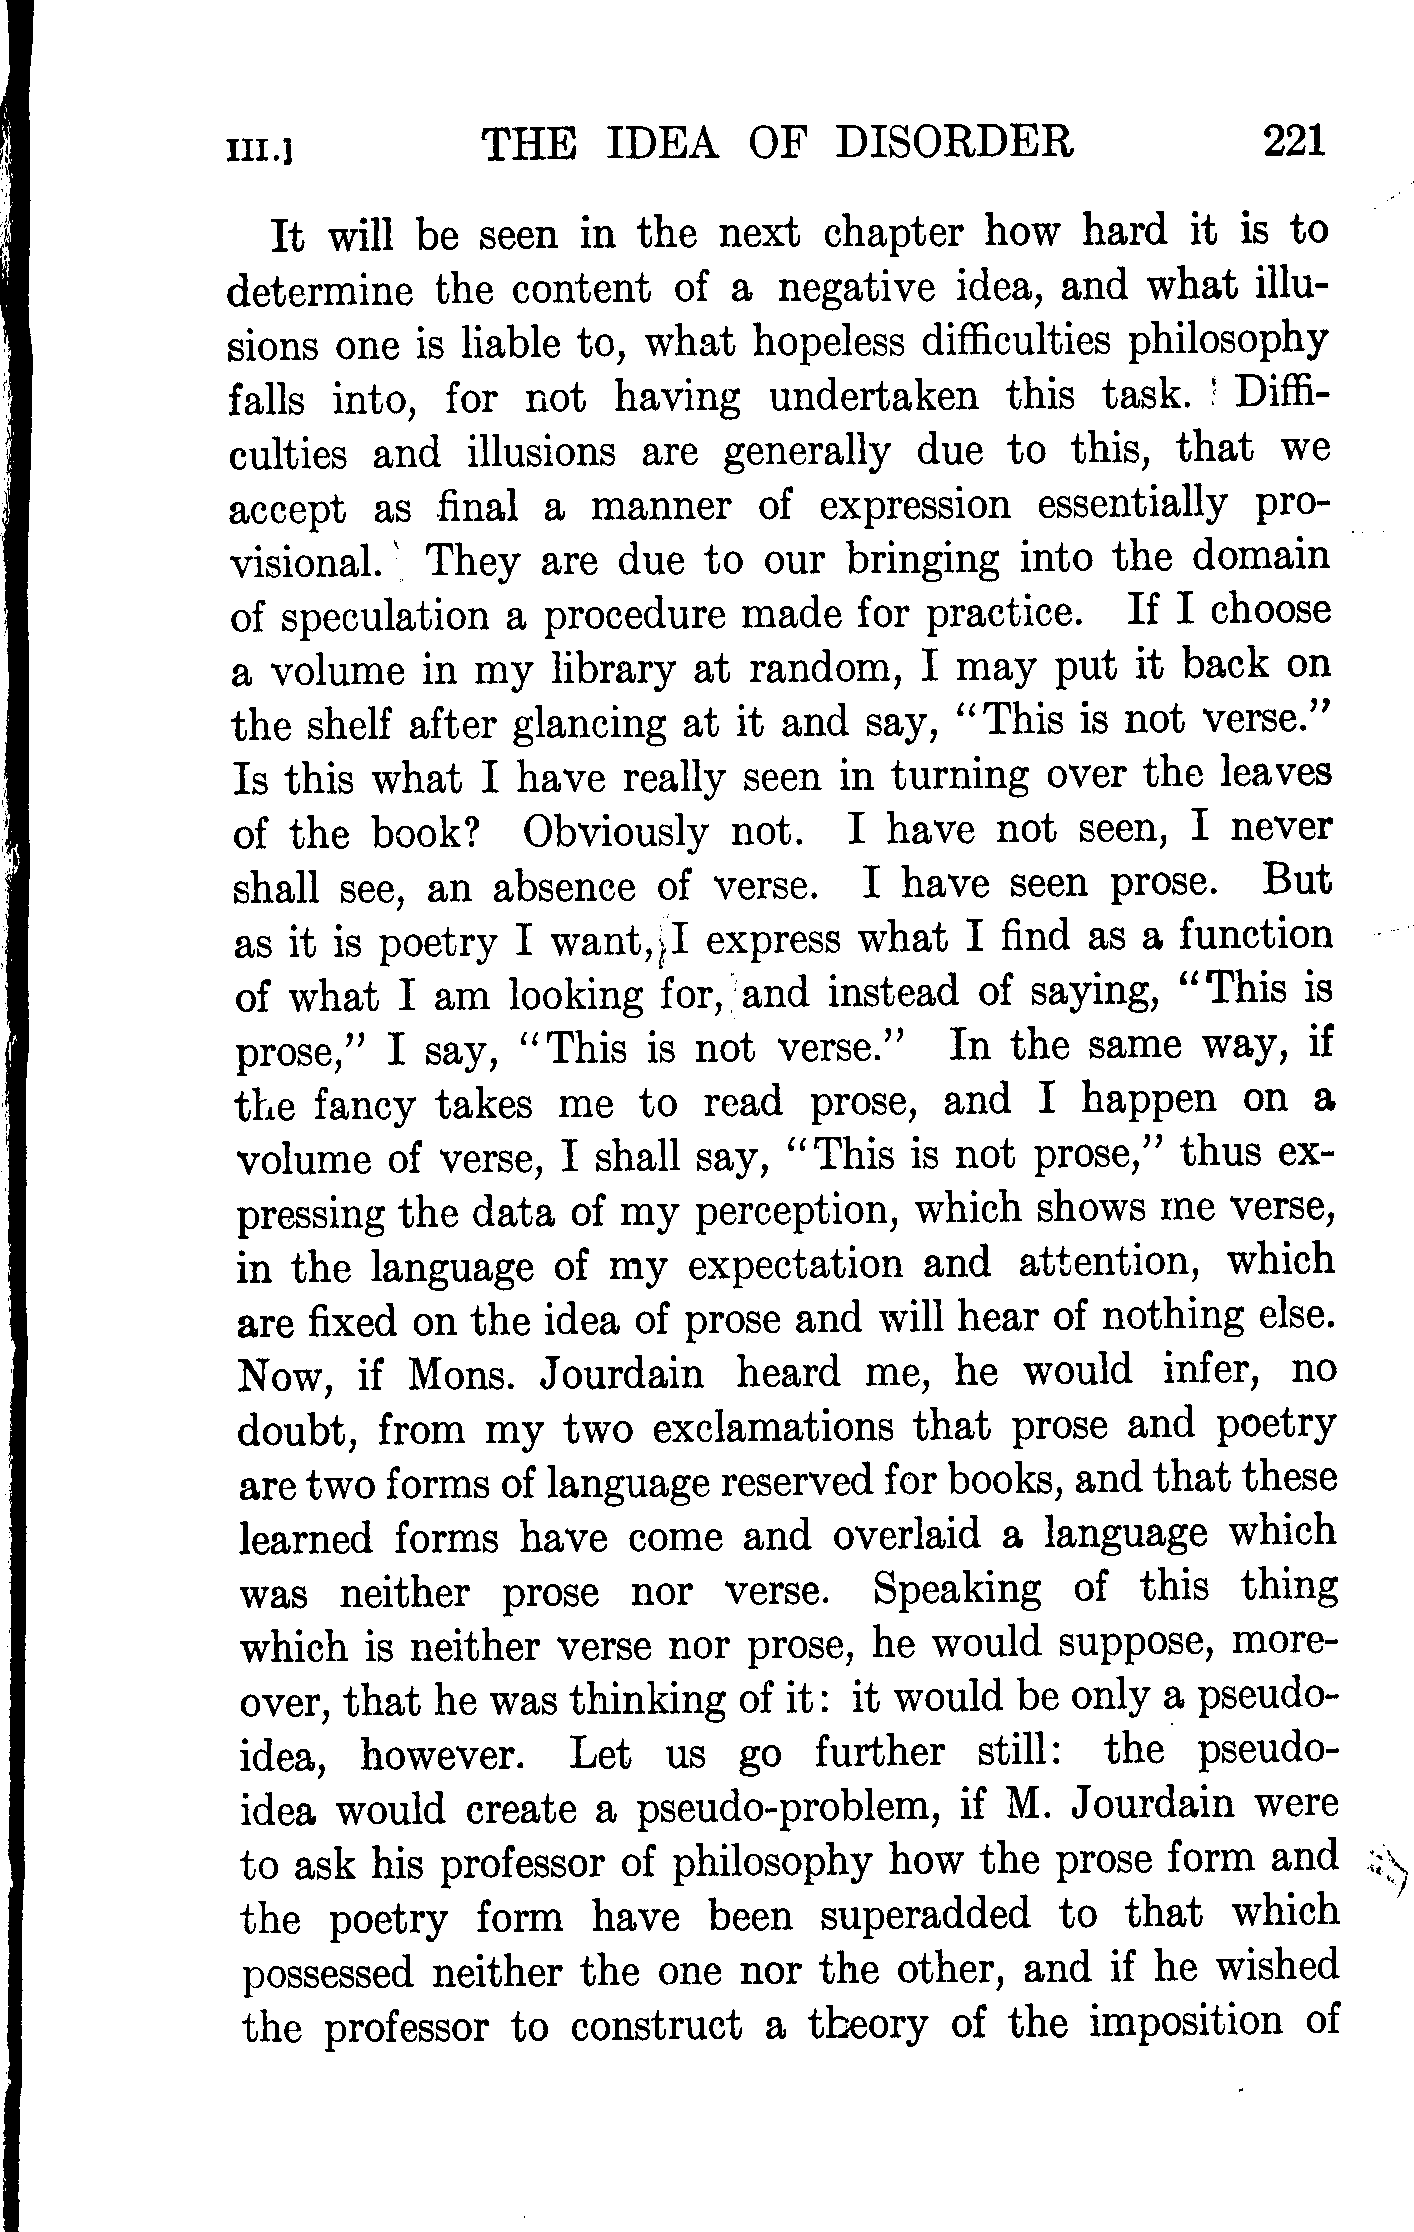 III.] THE IDEA OF DISORDER 221
It will be seen in the next chapter how hard it is to
determine the content of a negative idea, and what illu-
sions one is liable to, what hopeless difficulties philosophy
falls into, for not having undertaken this task. Diffi-
culties and illusions are generally due to this, that we
accept as final a manner of expression essentially pro-
visional. They are due to our bringing into the domain
of speculation a procedure made for practice. If I choose
a volume in my library at random, I may put it back on
the shelf after glancing at it and say, "This is not verse."
Is this what I have really seen in turning over the leaves
of the book? Obviously not. I have not seen, I never
shall see, an absence of verse. I have seen prose. But
as it is poetry I want, I express what I find as a function
of what I am looking for, and instead of saying, "This is
prose," I say, "This is not verse." In the same way, if
the fancy takes me to read prose, and I happen on a
volume of verse, I shall say, "This is not prose," thus ex-
pressing the data of my perception, which shows me verse,
in the language of my expectation and attention, which
are fixed on the idea of prose and will hear of nothing else.
Now, if Mons. Jourdain heard me, he would infer, no
doubt, from my two exclamations that prose and poetry
are two forms of language reserved for books, and that these
learned forms have come and overlaid a language which
was neither prose nor verse. Speaking of this thing
which is neither verse nor prose, he would suppose, more-
over, that he was thinking of it: it would be only a pseudo-
idea, however. Let us go further still: the pseudo-
idea would create a pseudo-problem, if M. Jourdain were
to ask his professor of philosophy how the prose form and
the poetry form have been superadded to that which
possessed neither the one nor the other, and if he wished
the professor to construct a theory of the imposition of